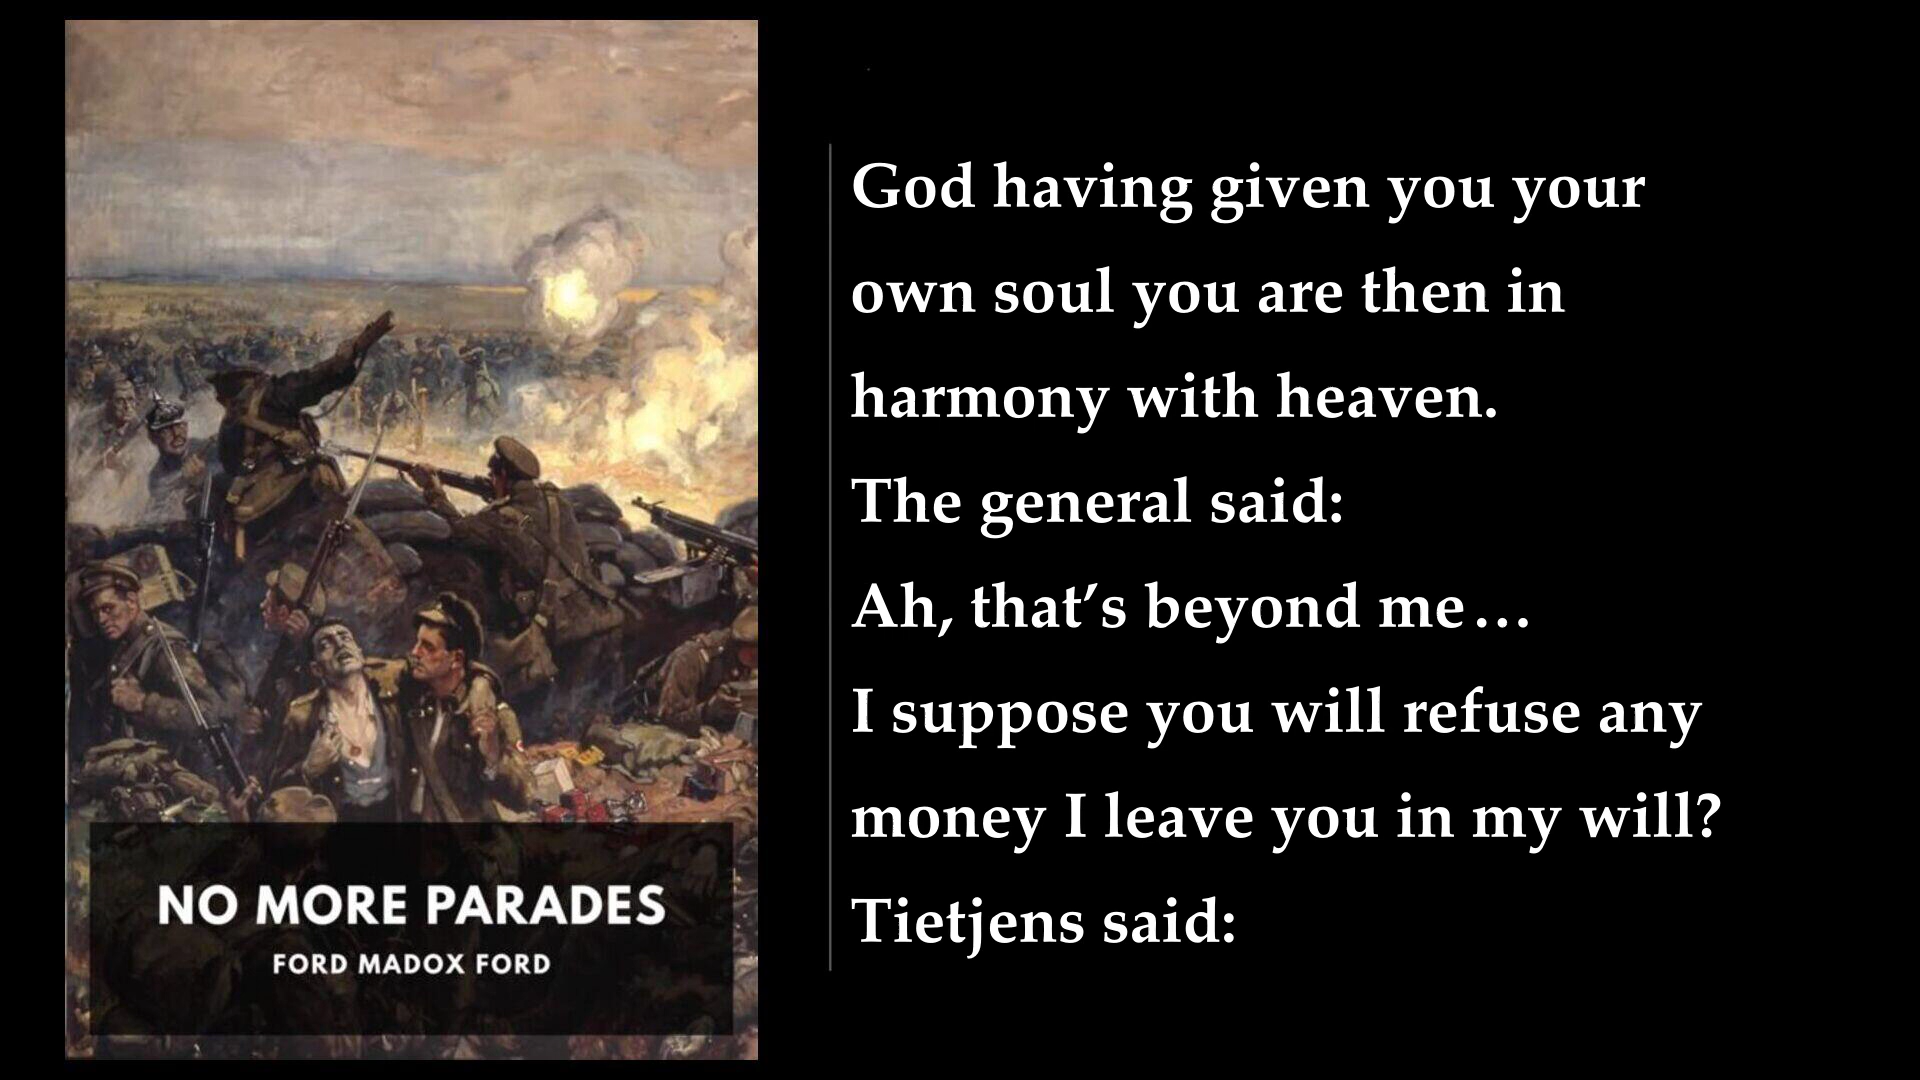 God having given you your
own soul you are then in
harmony with heaven.
The general said:
Ah, that’s beyond me…
I suppose you will refuse any
money I leave you in my will?
Tietjens said:
NO MORE PARADES
FORD MADOX FORD